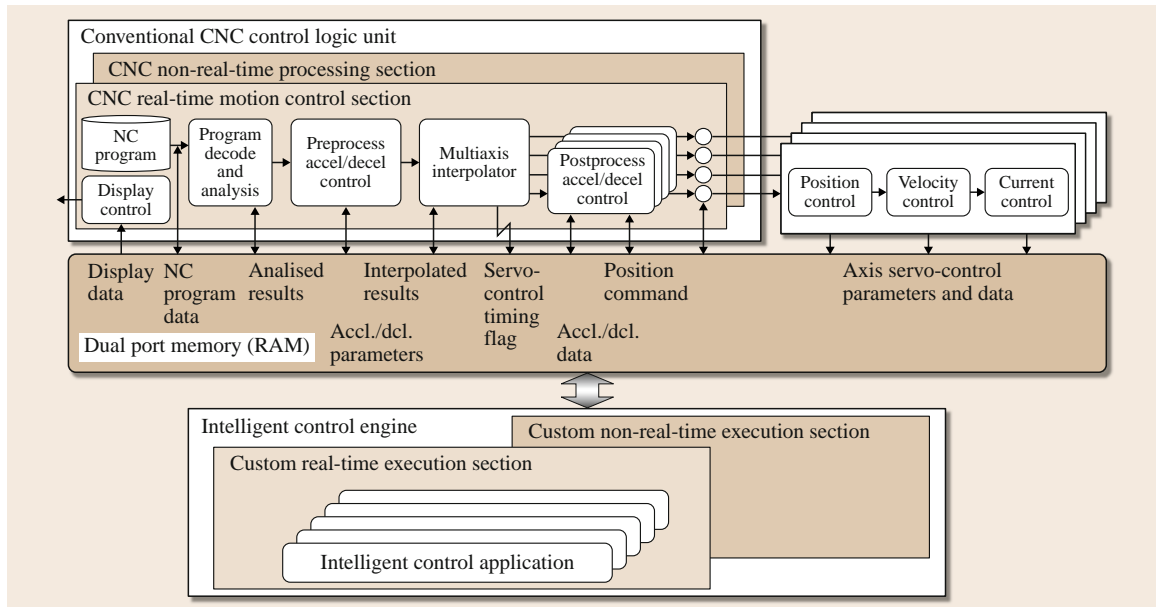 Conventional CNC control logic unit
CNC non-real-time processing section
CNC real-time motion control section
NC
program
Display
control
Program
decode
and
analysis
Preprocess
accel/decel
control
Multiaxis
interpolator
Postprocess
accel/decel
control
Position
control
Velocity
control
Current
control
Display
data
NC
program
data
Analised
results
Accl./dcl.
parameters
Interpolated
results
Servo-
control
timing
flag
Accl./dcl.
data
Position
command
Axis servo-control
parameters and data
Dual port memory (RAM)
Intelligent control engine
Custom non-real-time execution section
Custom real-time execution section
Intelligent control application